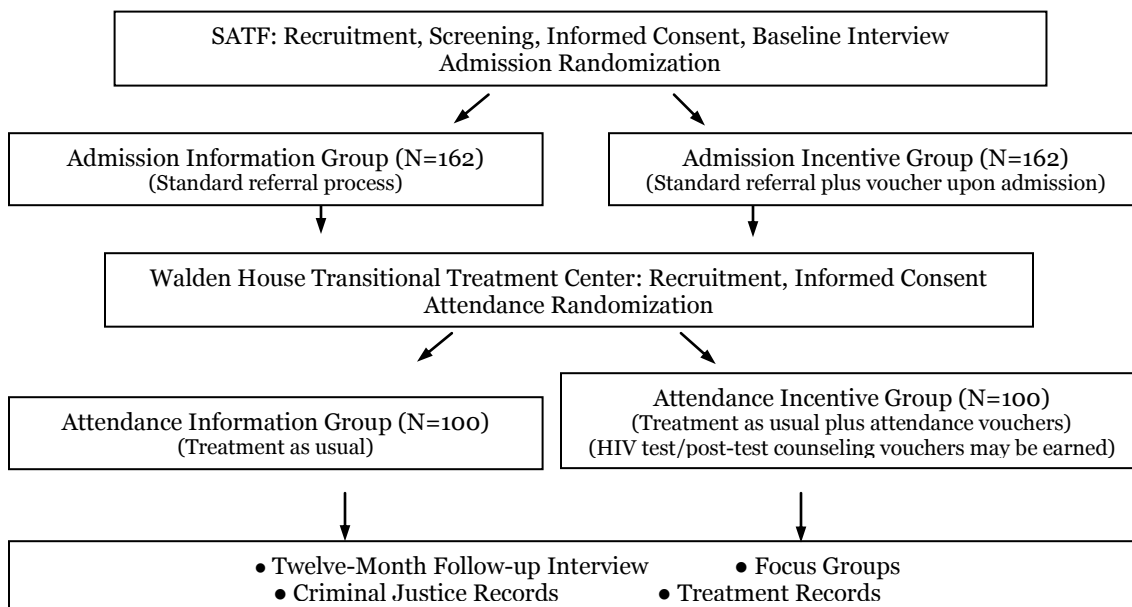 SATF: Recruitment, Screening, Informed Consent, Baseline Interview
Admission Randomization
Admission Information Group (N=162)
(Standard referral process)
Admission Incentive Group (N=162)
(Standard referral plus voucher upon admission)
Walden House Transitional Treatment Center: Recruitment, Informed Consent
Attendance Randomization
Attendance Information Group (N=100)
(Treatment as usual)
Attendance Incentive Group (N=100)
(Treatment as usual plus attendance vouchers)
(HIV test/post-test counseling vouchers may be earned)
● Twelve-Month Follow-up Interview ● Focus Groups
● Criminal Justice Records ● Treatment Records